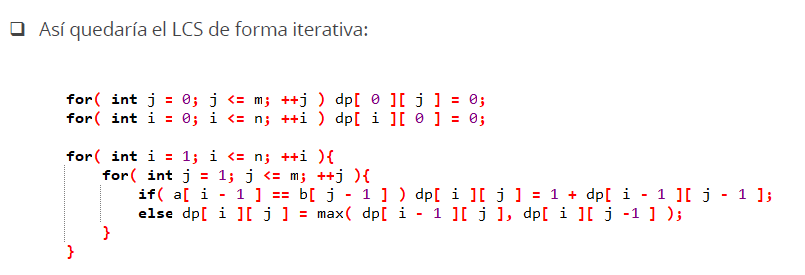 Así quedaría el LCS de forma iterativa:
for( int j = 0; j <= m; ++j ) dp[ 0 ][ j ] = 0;
for( int i = 0; i <= n; ++i ) dp[ i ][ 0 ] = 0;
for( int i = 1; i <= n; ++i ){
for( int j = 1; j <= m; ++j ){
if( a[ i - 1 ] == b[ j - 1 ] ) dp[ i ][ j ] = 1 + dp[ i - 1 ][ j - 1 ];
else dp[ i ][ j ] = max( dp[ i - 1 ][ j ], dp[ i ][ j -1 ] );
}
}